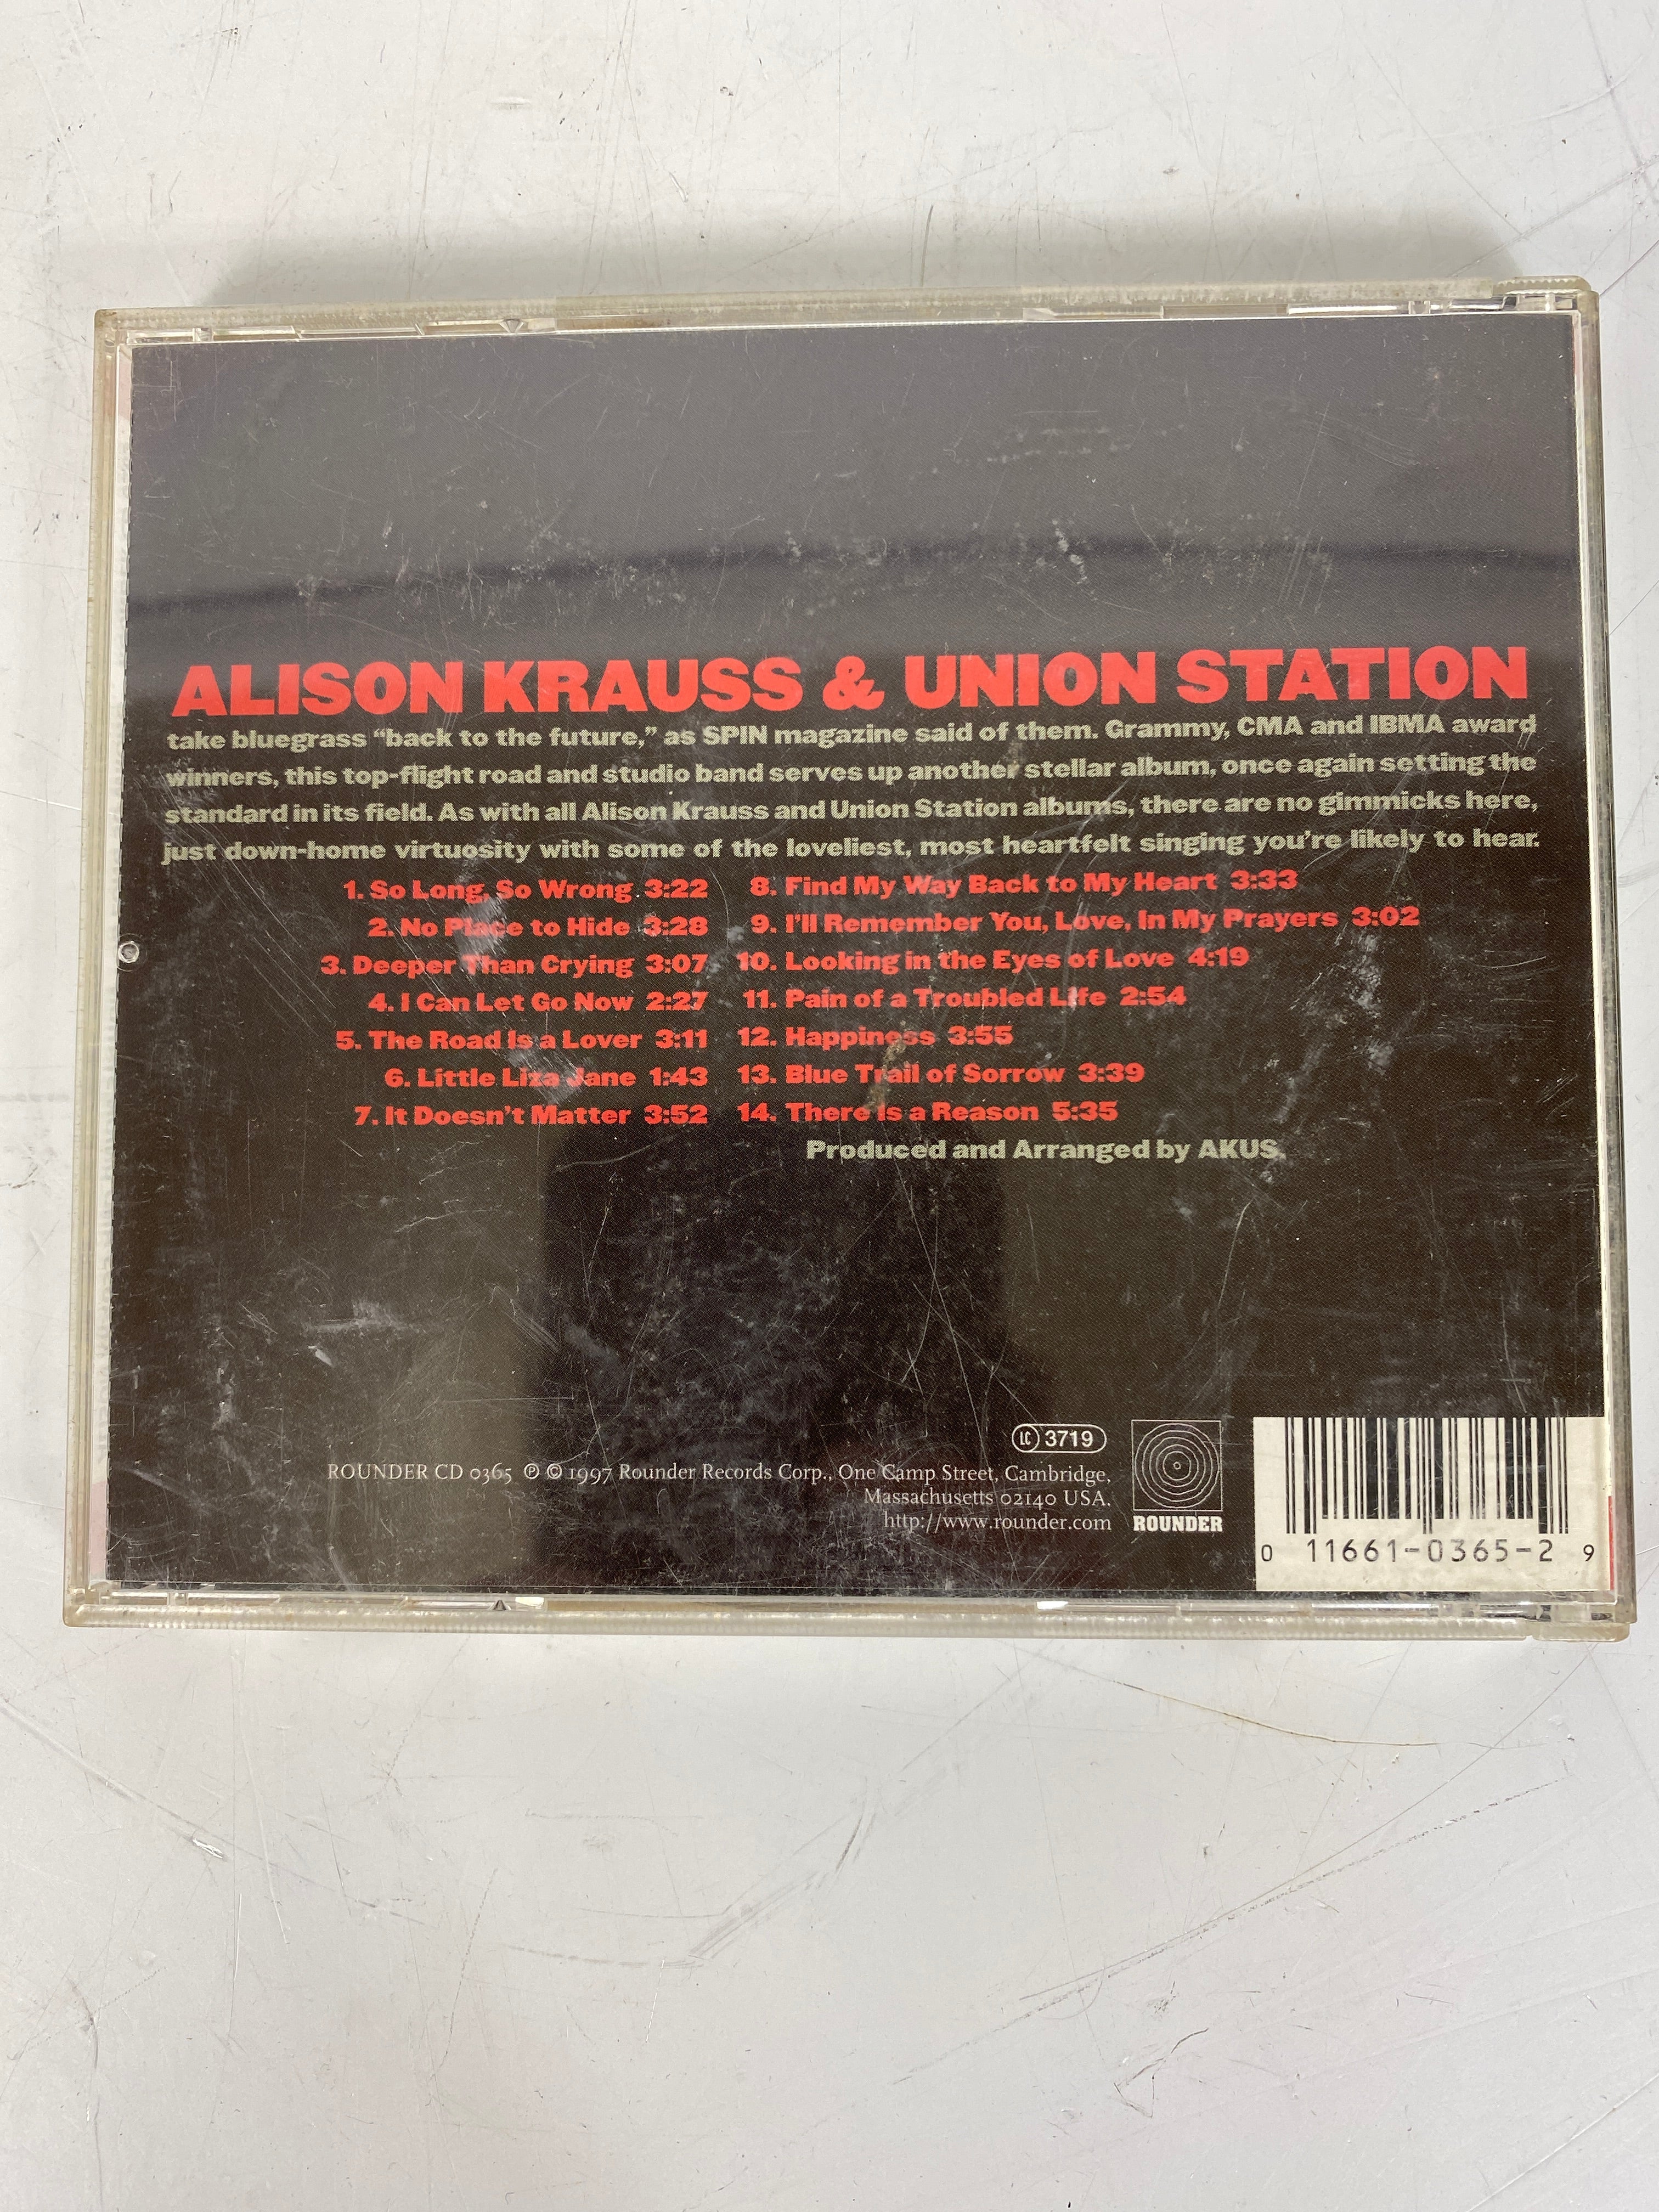 ALISON KRAUSS & UNION STATION
take bluegrass “back to the future,” as SPIN magazine said of them. Grammy, CMA and IBMA award
winners, this top-flight road and studio band serves up another stellar album, once again setting the
standard in its field. As with all Alison Krauss and Union Station albums, there are no gimmicks here,
just down-home virtuosity with some of the loveliest, most heartfelt singing you’re likely to hear.
1. So Long, So Wrong 3:22
2. No Place to Hide 3:28
3. Deeper Than Crying 3:07
4. I Can Let Go Now 2:27
5. The Road Is a Lover 3:11
6. Little Liza Jane 1:43
7. It Doesn’t Matter 3:52
8. Find My Way Back to My Heart 3:33
9. I’ll Remember You, Love, In My Prayers 3:02
10. Looking in the Eyes of Love 4:19
11. Pain of a Troubled Life 2:54
12. Happiness 3:55
13. Blue Trail of Sorrow 3:39
14. There Is a Reason 5:35
Produced and Arranged by AKUS.
LC 3719
ROUNDER CD 0365 ℗ © 1997 Rounder Records Corp., One Camp Street, Cambridge,
Massachusetts 02140 USA.
http://www.rounder.com
ROUNDER
0 11661-0365-2 9